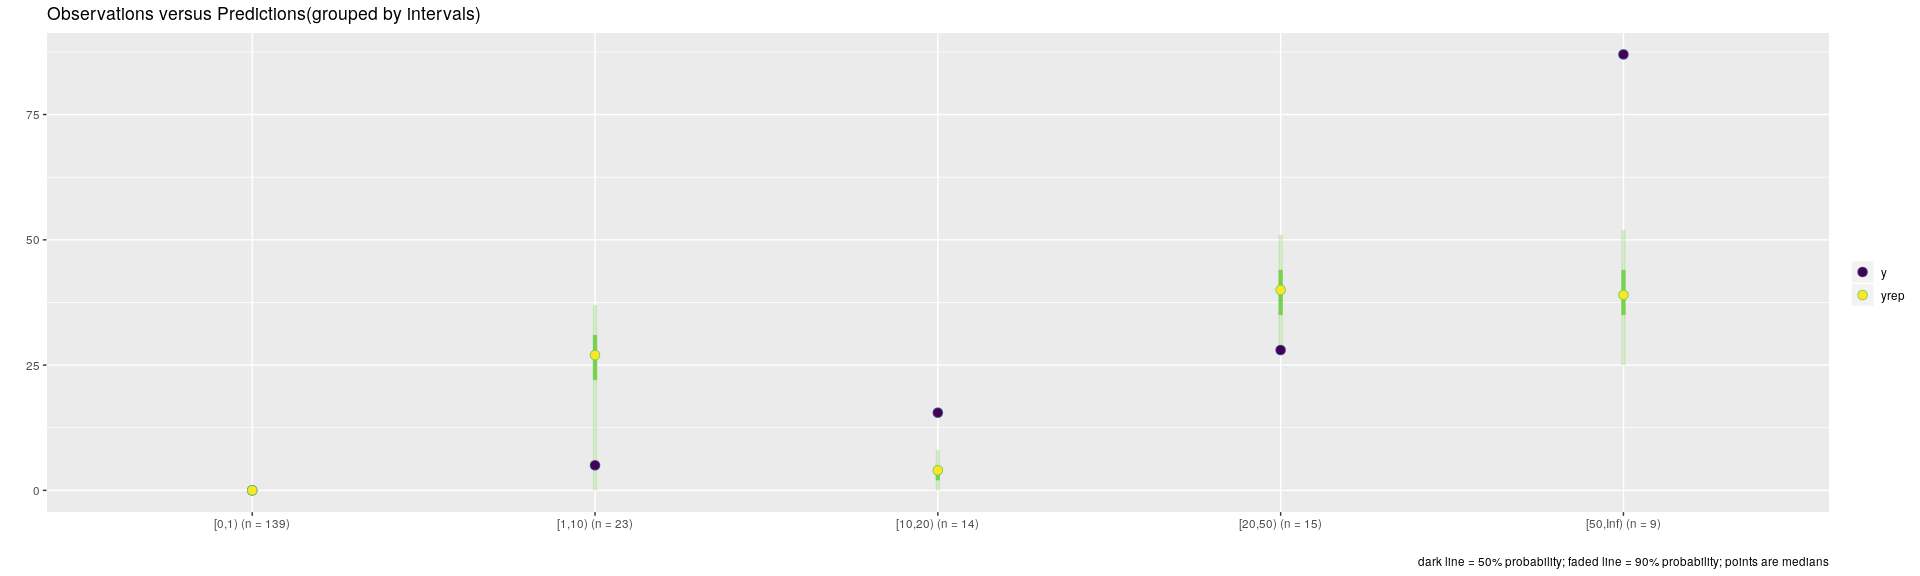 Observations versus Predictions(grouped by intervals)
75
50
25
0
[0,1) (n = 139)
[1,10) (n = 23)
[10,20) (n = 14)
[20,50) (n = 15)
[50,Inf) (n = 9)
y
yrep
dark line = 50% probability; faded line = 90% probability; points are medians